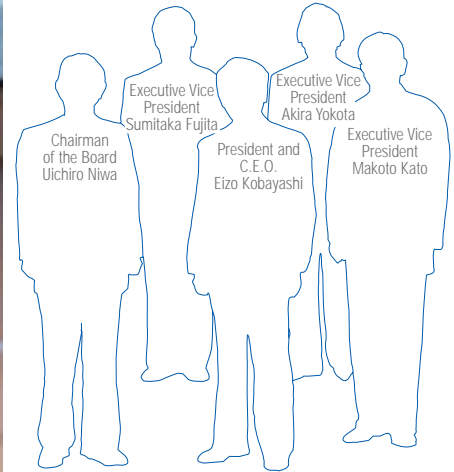 Chairman
of the Board
Uichiro Niwa
Executive Vice
President
Sumitaka Fujita
President and
C.E.O.
Eizo Kobayashi
Executive Vice
President
Akira Yokota
Executive Vice
President
Makoto Kato